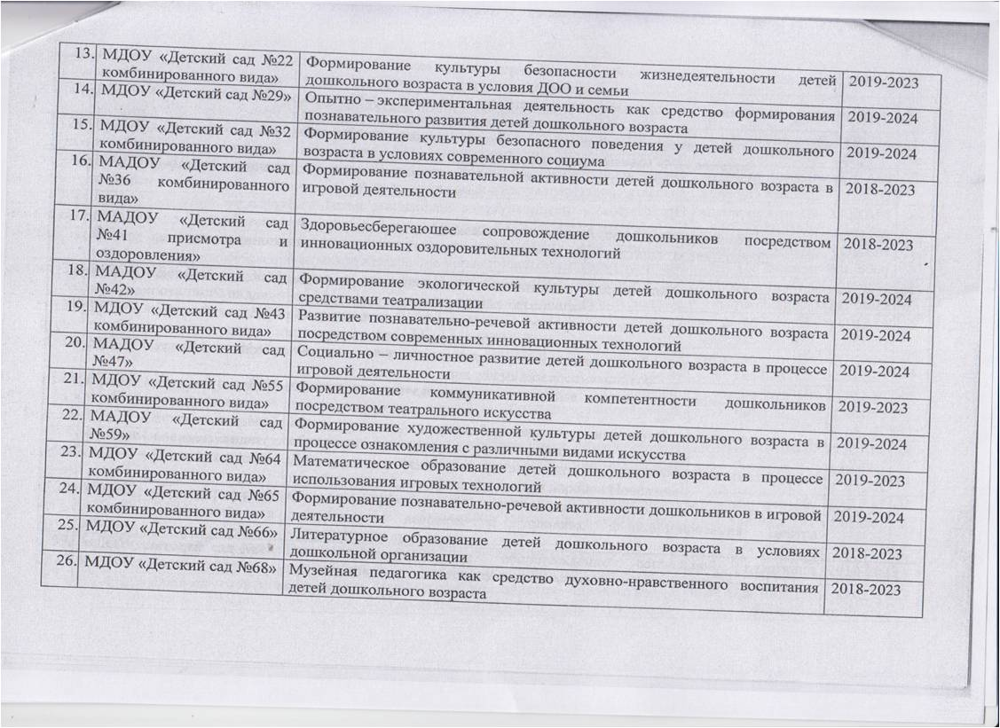 13. МДОУ «Детский сад №22 комбинированного вида» Формирование культуры безопасности жизнедеятельности детей дошкольного возраста в условия ДОО и семьи 2019-2023
14. МДОУ «Детский сад №29» Опытно – экспериментальная деятельность как средство формирования познавательного развития детей дошкольного возраста 2019-2024
15. МДОУ «Детский сад №32 комбинированного вида» Формирование культуры безопасного поведения у детей дошкольного возраста в условиях современного социума 2019-2024
16. МАДОУ «Детский сад №36 комбинированного вида» Формирование познавательной активности детей дошкольного возраста в игровой деятельности 2018-2023
17. МАДОУ «Детский сад №41 присмотра и оздоровления» Здоровьесберегаюшее сопровождение дошкольников посредством инновационных оздоровительных технологий 2018-2023
18. МАДОУ «Детский сад №42» Формирование экологической культуры детей дошкольного возраста средствами театрализации 2019-2024
19. МДОУ «Детский сад №43 комбинированного вида» Развитие познавательно-речевой активности детей дошкольного возраста посредством современных инновационных технологий 2019-2024
20. МАДОУ «Детский сад №47» Социально – личностное развитие детей дошкольного возраста в процессе игровой деятельности 2019-2024
21. МДОУ «Детский сад №55 комбинированного вида» Формирование коммуникативной компетентности дошкольников посредством театрального искусства 2019-2023
22. МАДОУ «Детский сад №59» Формирование художественной культуры детей дошкольного возраста в процессе ознакомления с различными видами искусства 2019-2024
23. МДОУ «Детский сад №64 комбинированного вида» Математическое образование детей дошкольного возраста в процессе использования игровых технологий 2019-2023
24. МДОУ «Детский сад №65 комбинированного вида» Формирование познавательно-речевой активности дошкольников в игровой деятельности 2019-2024
25. МДОУ «Детский сад №66» Литературное образование детей дошкольного возраста в условиях дошкольной организации 2018-2023
26. МДОУ «Детский сад №68» Музейная педагогика как средство духовно-нравственного воспитания детей дошкольного возраста 2018-2023